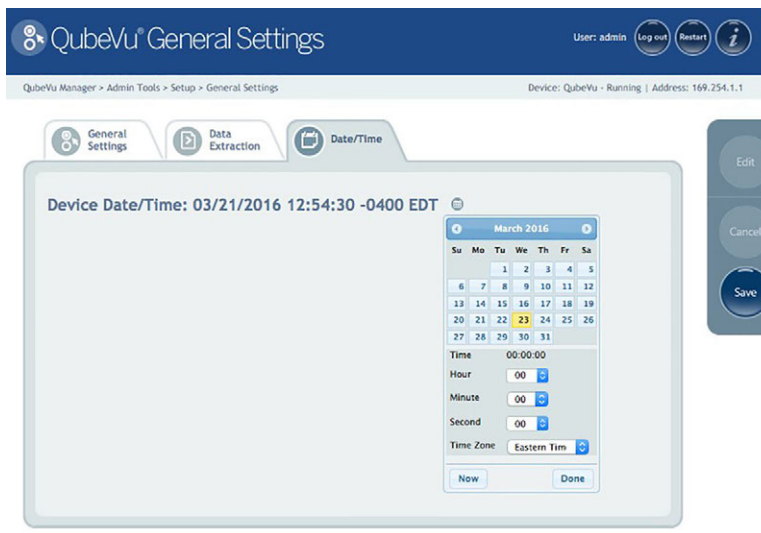 QubeVu® General Settings
User: admin
Log out
Restart
i
QubeVu Manager > Admin Tools > Setup > General Settings
Device: QubeVu - Running | Address: 169.254.1.1
General Settings
Data Extraction
Date/Time
Edit
Cancel
Save
Device Date/Time: 03/21/2016 12:54:30 -0400 EDT
March 2016
Su Mo Tu We Th Fr Sa
1 2 3 4 5
6 7 8 9 10 11 12
13 14 15 16 17 18 19
20 21 22 23 24 25 26
27 28 29 30 31
Time 00:00:00
Hour 00
Minute 00
Second 00
Time Zone Eastern Tim
Now Done